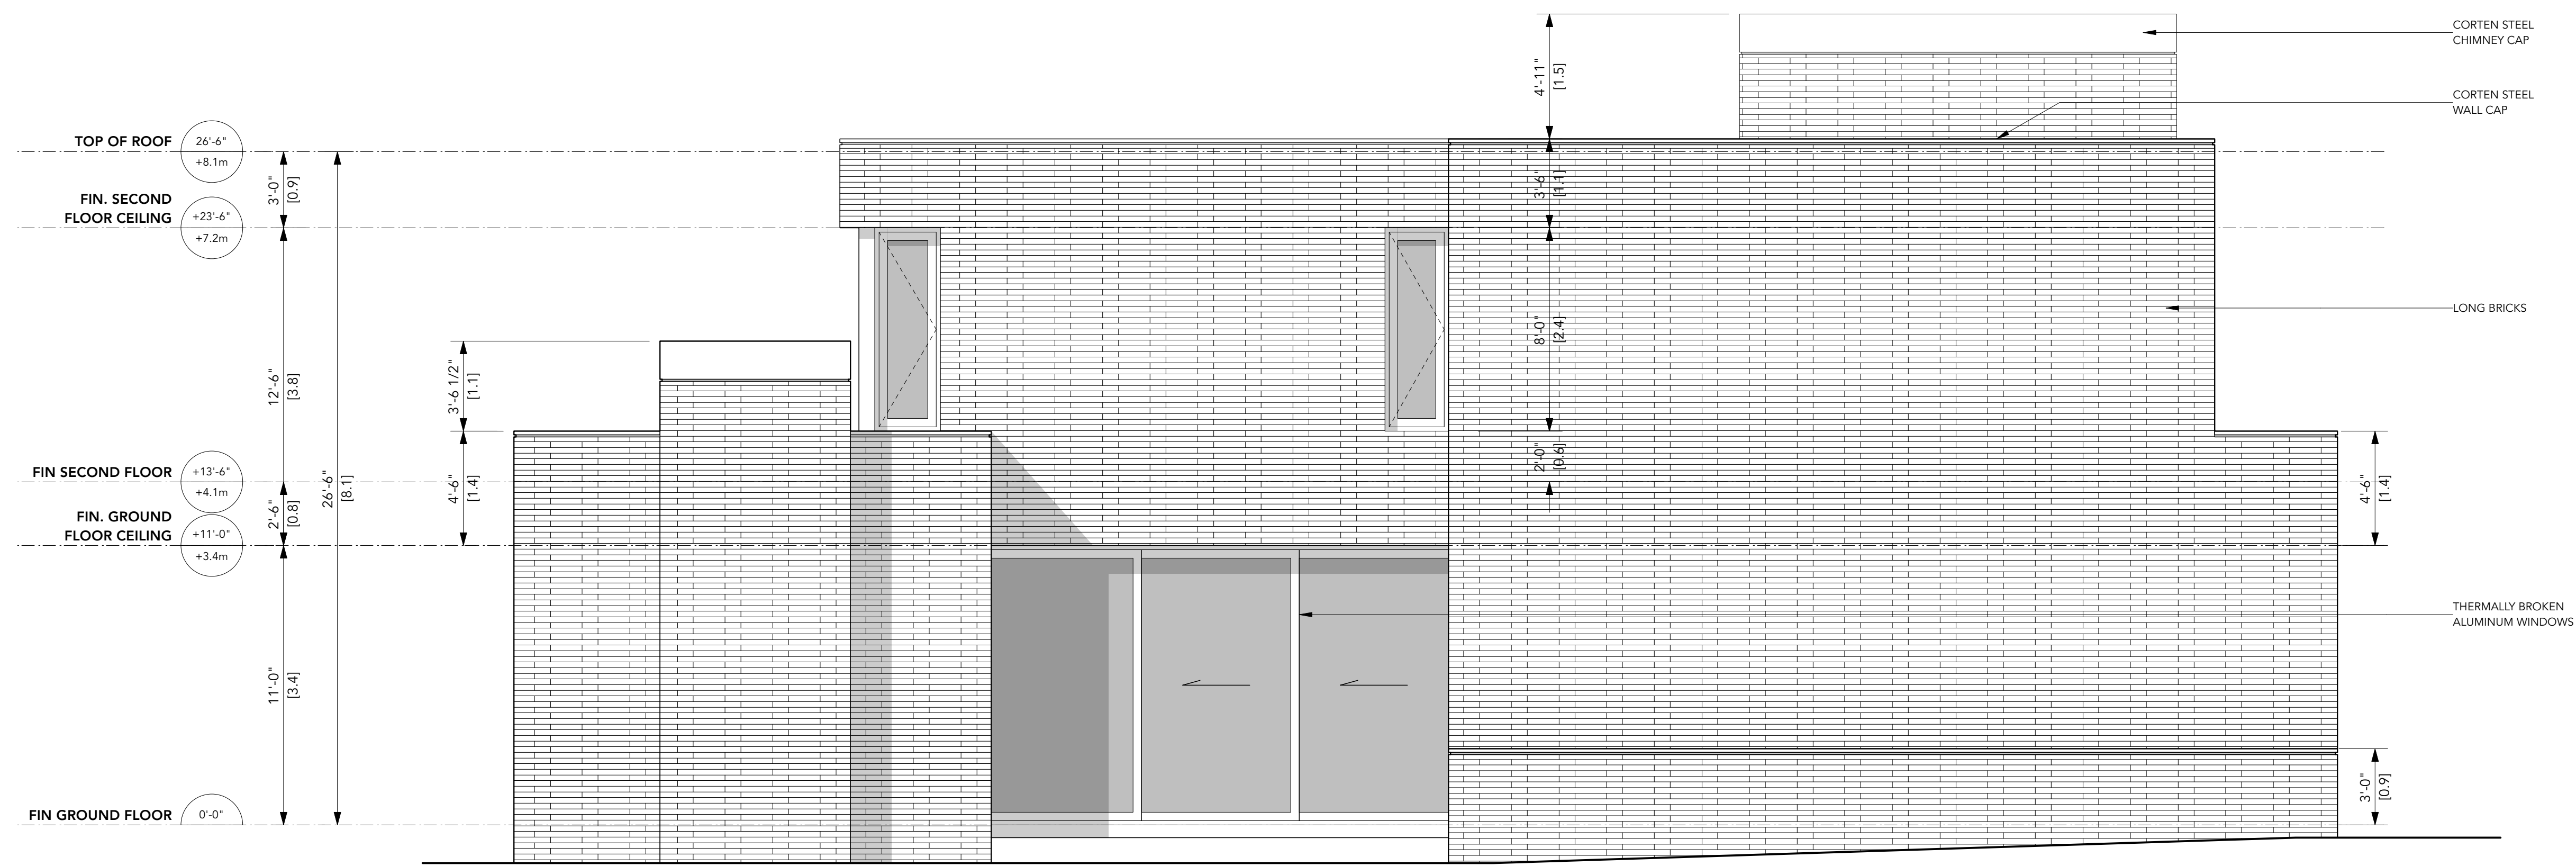 CORTEN STEEL
CHIMNEY CAP
4'-11"
[1.5]
CORTEN STEEL
WALL CAP
TOP OF ROOF
26'-6"
+8.1m
3'-0"
[0.9]
3'-6"
[1.1]
FIN. SECOND
FLOOR CEILING
+23'-6"
+7.2m
LONG BRICKS
8'-0"
[2.4]
12'-6"
[3.8]
3'-6 1/2"
[1.1]
2'-0"
[0.6]
FIN SECOND FLOOR
+13'-6"
+4.1m
26'-6"
[8.1]
4'-6"
[1.4]
4'-6"
[1.4]
2'-6"
[0.8]
FIN. GROUND
FLOOR CEILING
+11'-0"
+3.4m
THERMALLY BROKEN
ALUMINUM WINDOWS
11'-0"
[3.4]
3'-0"
[0.9]
FIN GROUND FLOOR
0'-0"